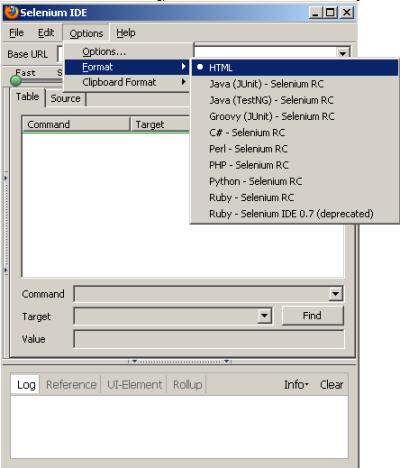 Selenium IDE
File Edit Options Help
Base URL
Options...
Format
Clipboard Format
HTML
Java (JUnit) - Selenium RC
Java (TestNG) - Selenium RC
Groovy (JUnit) - Selenium RC
C# - Selenium RC
Perl - Selenium RC
PHP - Selenium RC
Python - Selenium RC
Ruby - Selenium RC
Ruby - Selenium IDE 0.7 (deprecated)
Fast S
Table Source
Command Target
Command
Target Find
Value
Log Reference UI-Element Rollup Info Clear